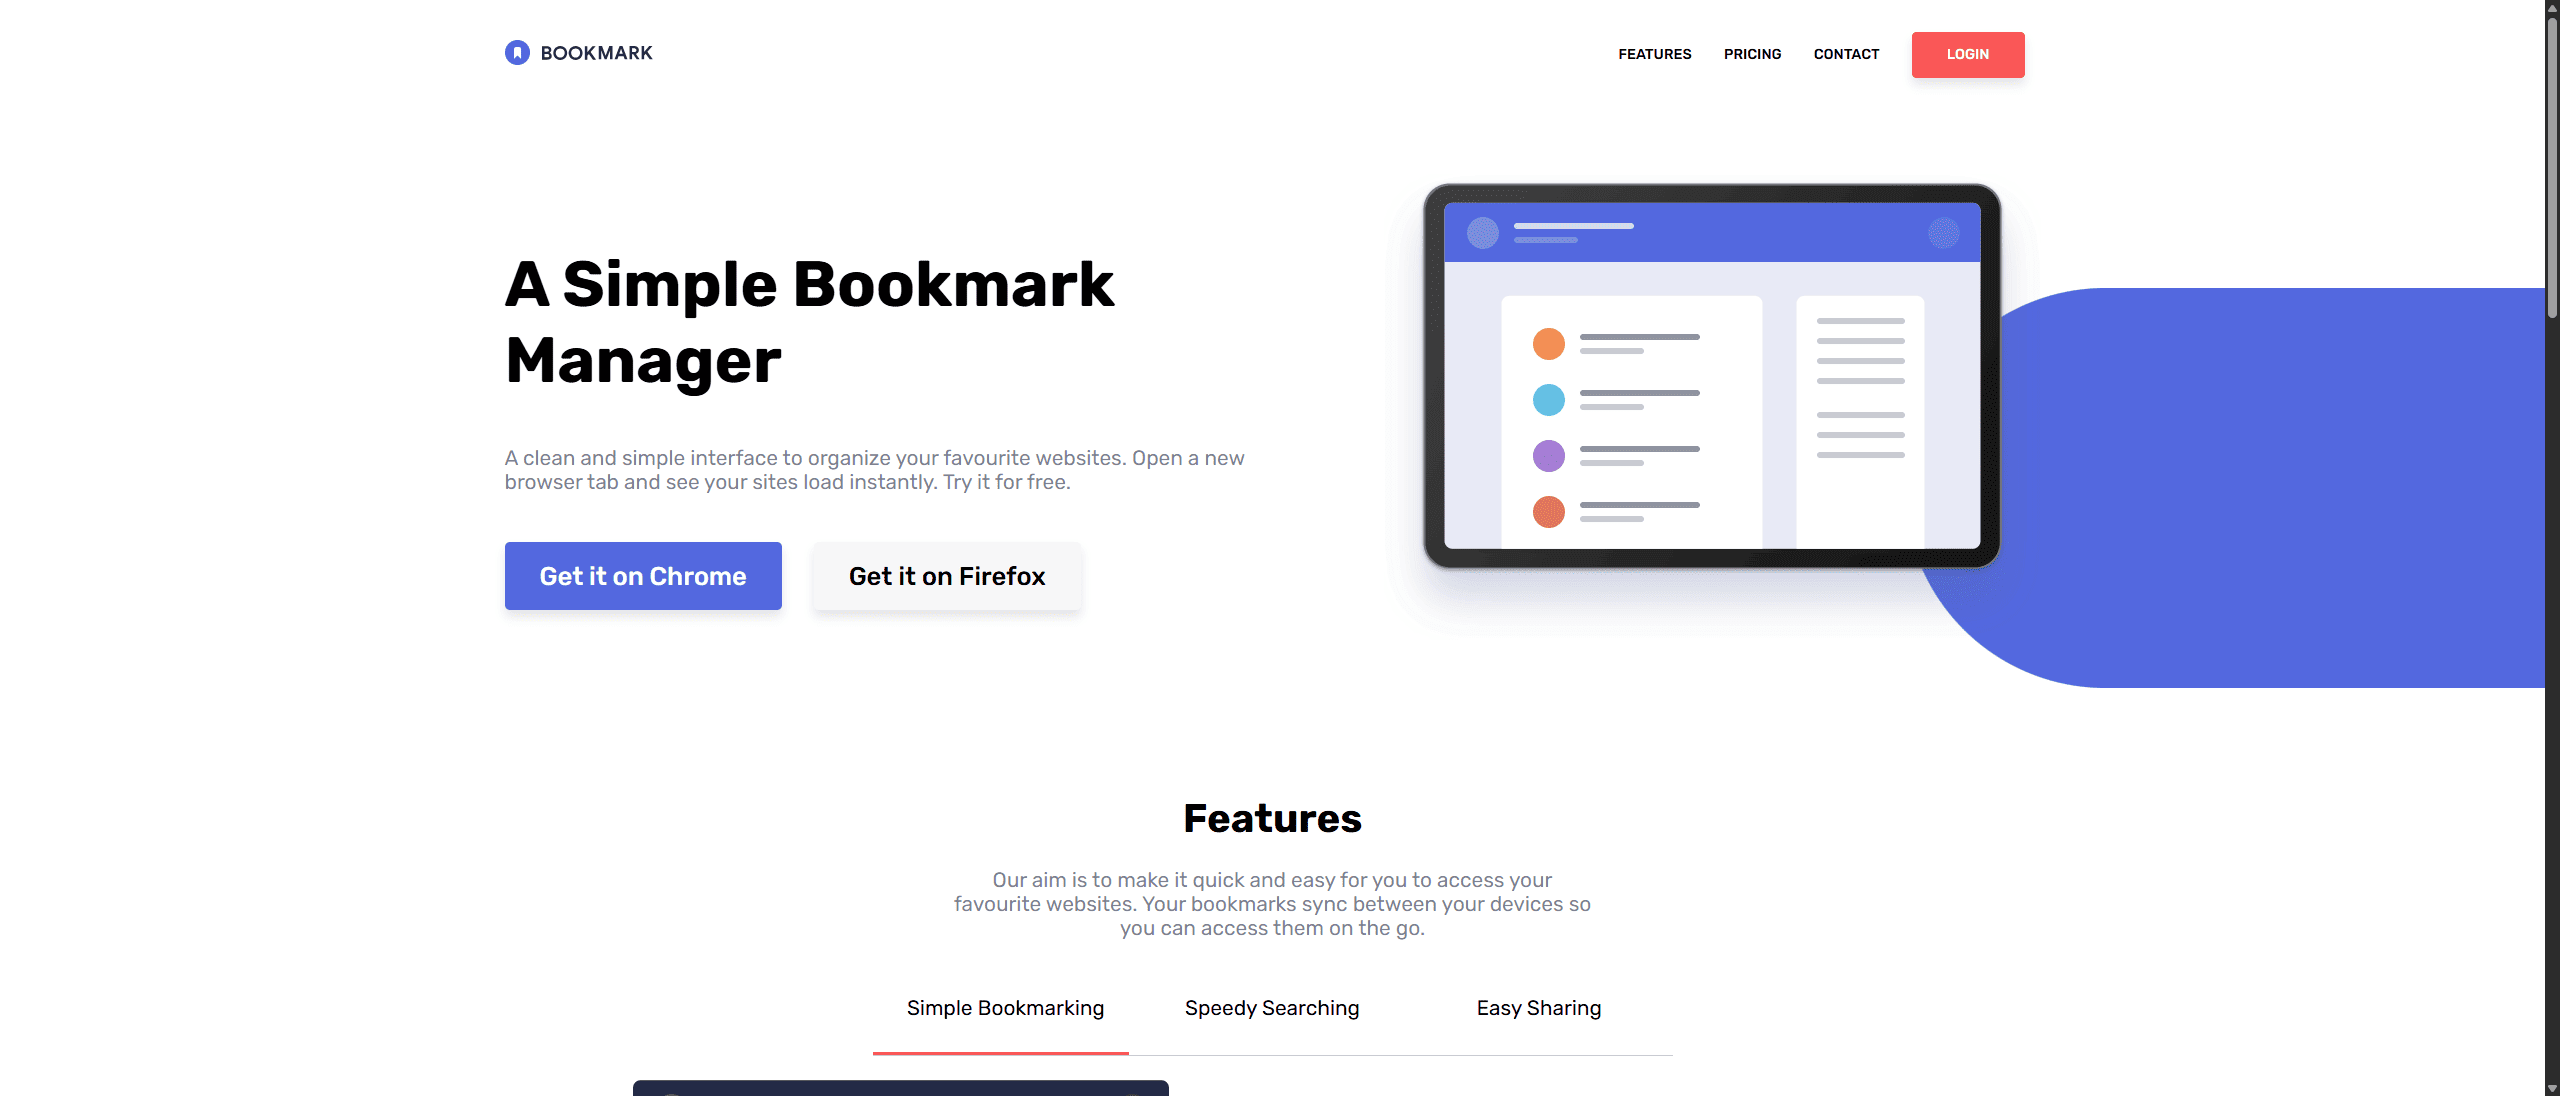 BOOKMARK
FEATURES
PRICING
CONTACT
LOGIN
A Simple Bookmark
Manager
A clean and simple interface to organize your favourite websites. Open a new
browser tab and see your sites load instantly. Try it for free.
Get it on Chrome
Get it on Firefox
Features
Our aim is to make it quick and easy for you to access your
favourite websites. Your bookmarks sync between your devices so
you can access them on the go.
Simple Bookmarking
Speedy Searching
Easy Sharing